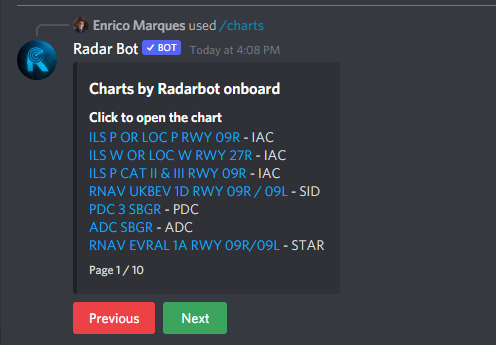 Enrico Marques used /charts
Radar Bot ✓ BOT Today at 4:08 PM
Charts by Radarbot onboard
Click to open the chart
ILS P OR LOC P RWY 09R - IAC
ILS W OR LOC W RWY 27R - IAC
ILS P CAT II & III RWY 09R - IAC
RNAV UKBEV 1D RWY 09R / 09L - SID
PDC 3 SBGR - PDC
ADC SBGR - ADC
RNAV EVRAL 1A RWY 09R/09L - STAR
Page 1 / 10
Previous Next